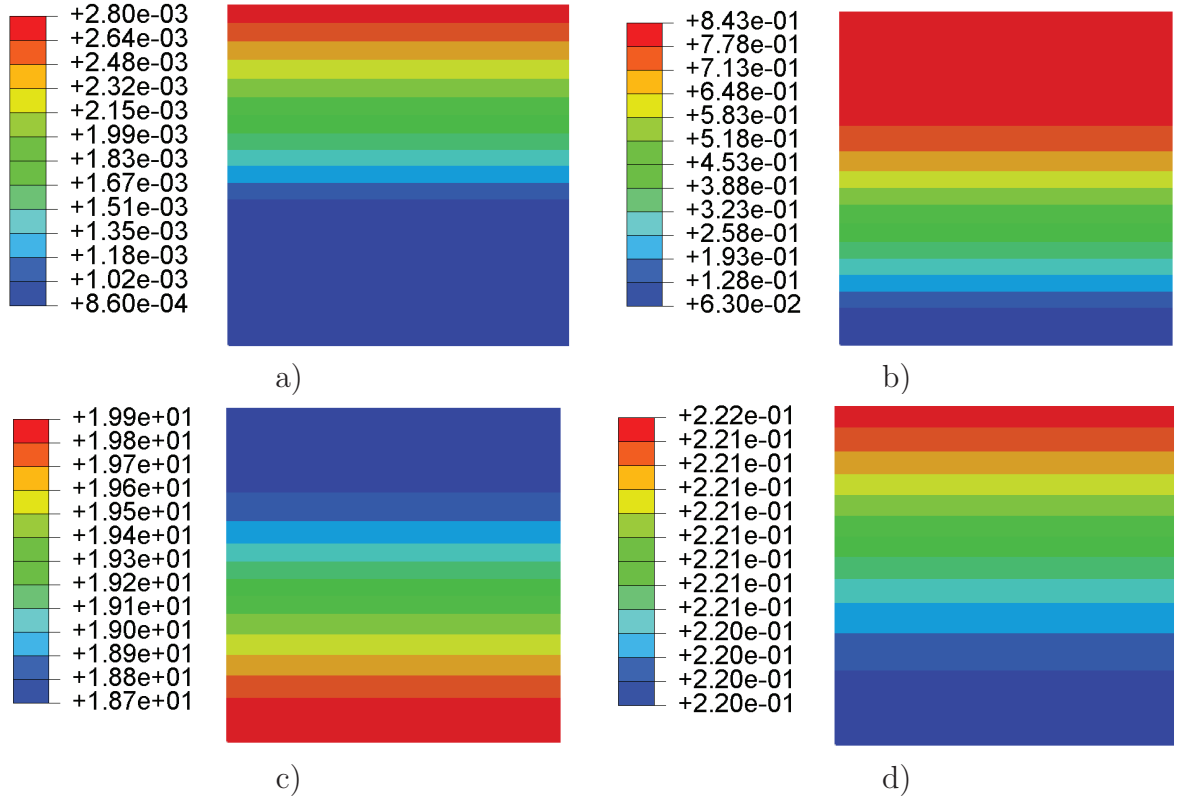 +2.80e-03
+2.64e-03
+2.48e-03
+2.32e-03
+2.15e-03
+1.99e-03
+1.83e-03
+1.67e-03
+1.51e-03
+1.35e-03
+1.18e-03
+1.02e-03
+8.60e-04
a)
+8.43e-01
+7.78e-01
+7.13e-01
+6.48e-01
+5.83e-01
+5.18e-01
+4.53e-01
+3.88e-01
+3.23e-01
+2.58e-01
+1.93e-01
+1.28e-01
+6.30e-02
b)
+1.99e+01
+1.98e+01
+1.97e+01
+1.96e+01
+1.95e+01
+1.94e+01
+1.93e+01
+1.92e+01
+1.91e+01
+1.90e+01
+1.89e+01
+1.88e+01
+1.87e+01
c)
+2.22e-01
+2.21e-01
+2.21e-01
+2.21e-01
+2.21e-01
+2.21e-01
+2.21e-01
+2.21e-01
+2.21e-01
+2.20e-01
+2.20e-01
+2.20e-01
+2.20e-01
d)